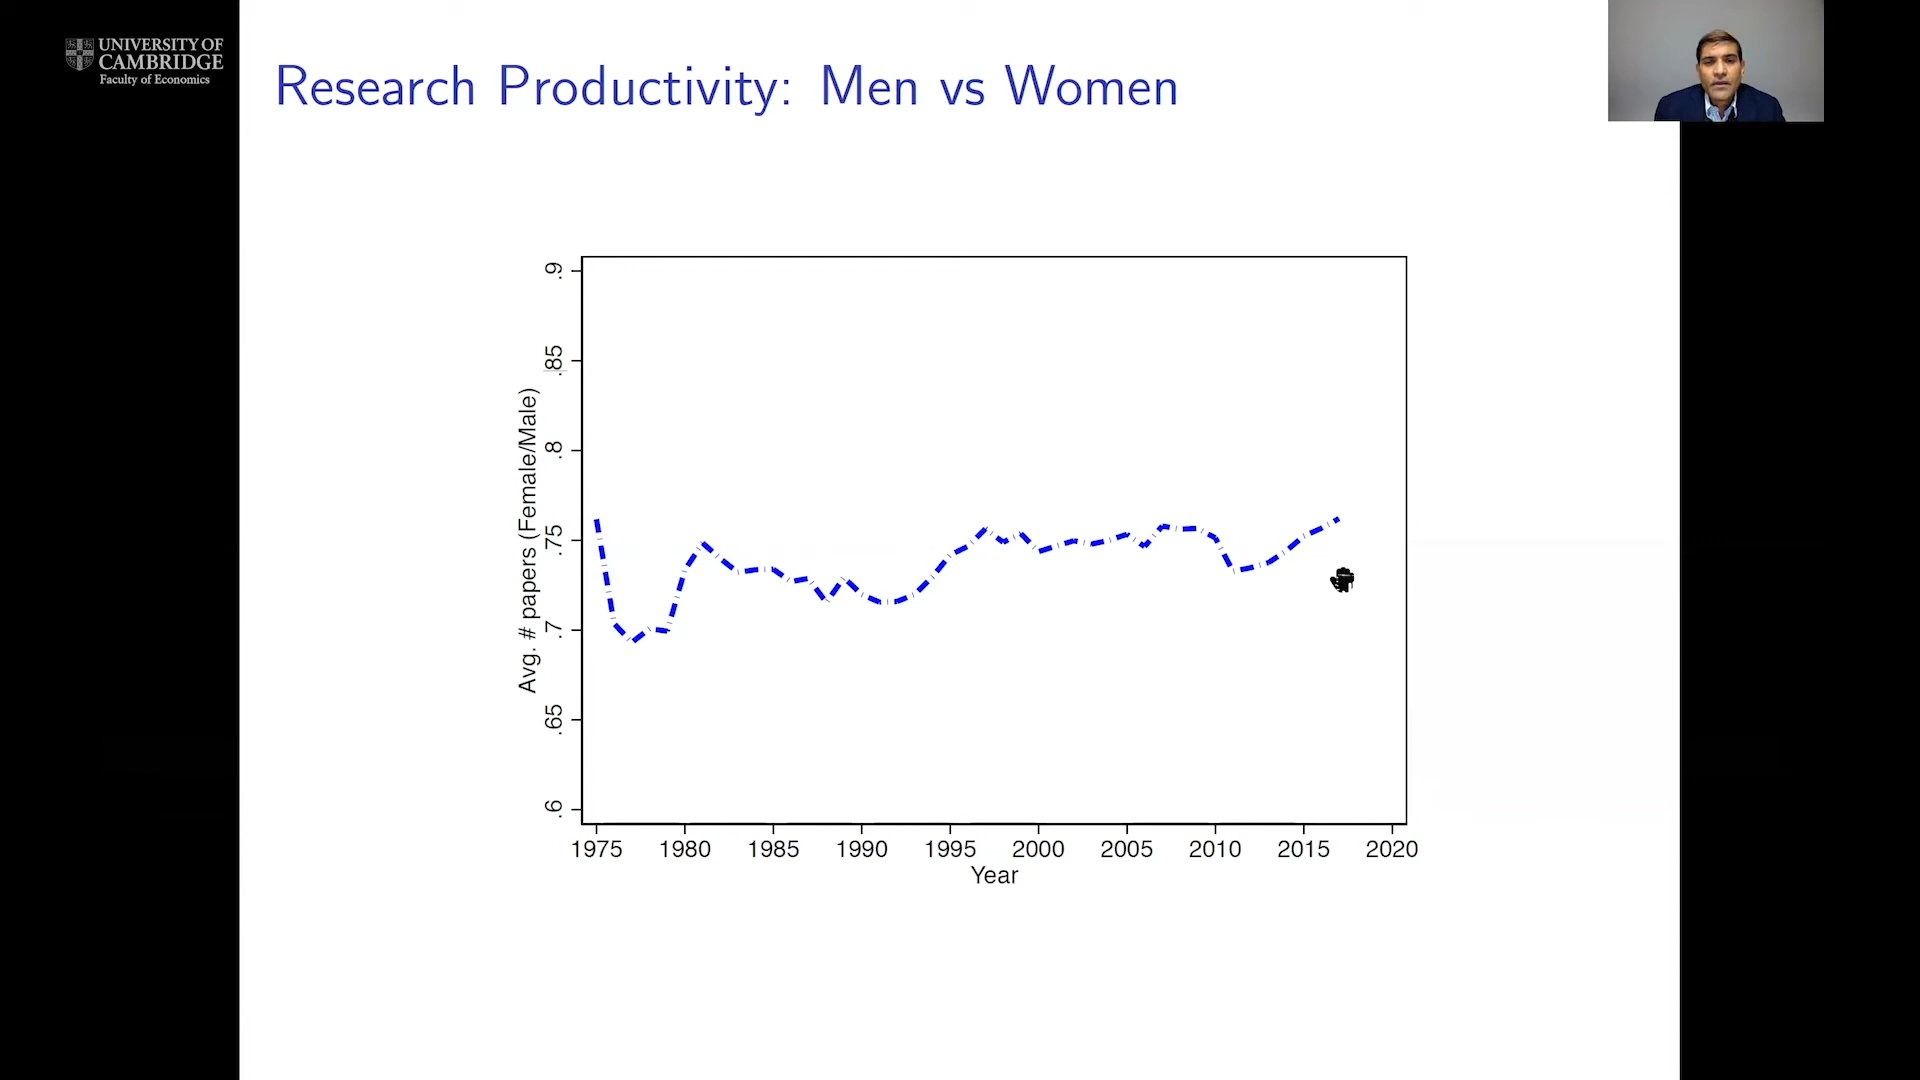 UNIVERSITY OF
CAMBRIDGE
Faculty of Economics
Research Productivity: Men vs Women
Avg. # papers (Female/Male)
.9
.85
.8
.75
.7
.65
.6
1975 1980 1985 1990 1995 2000 2005 2010 2015 2020
Year